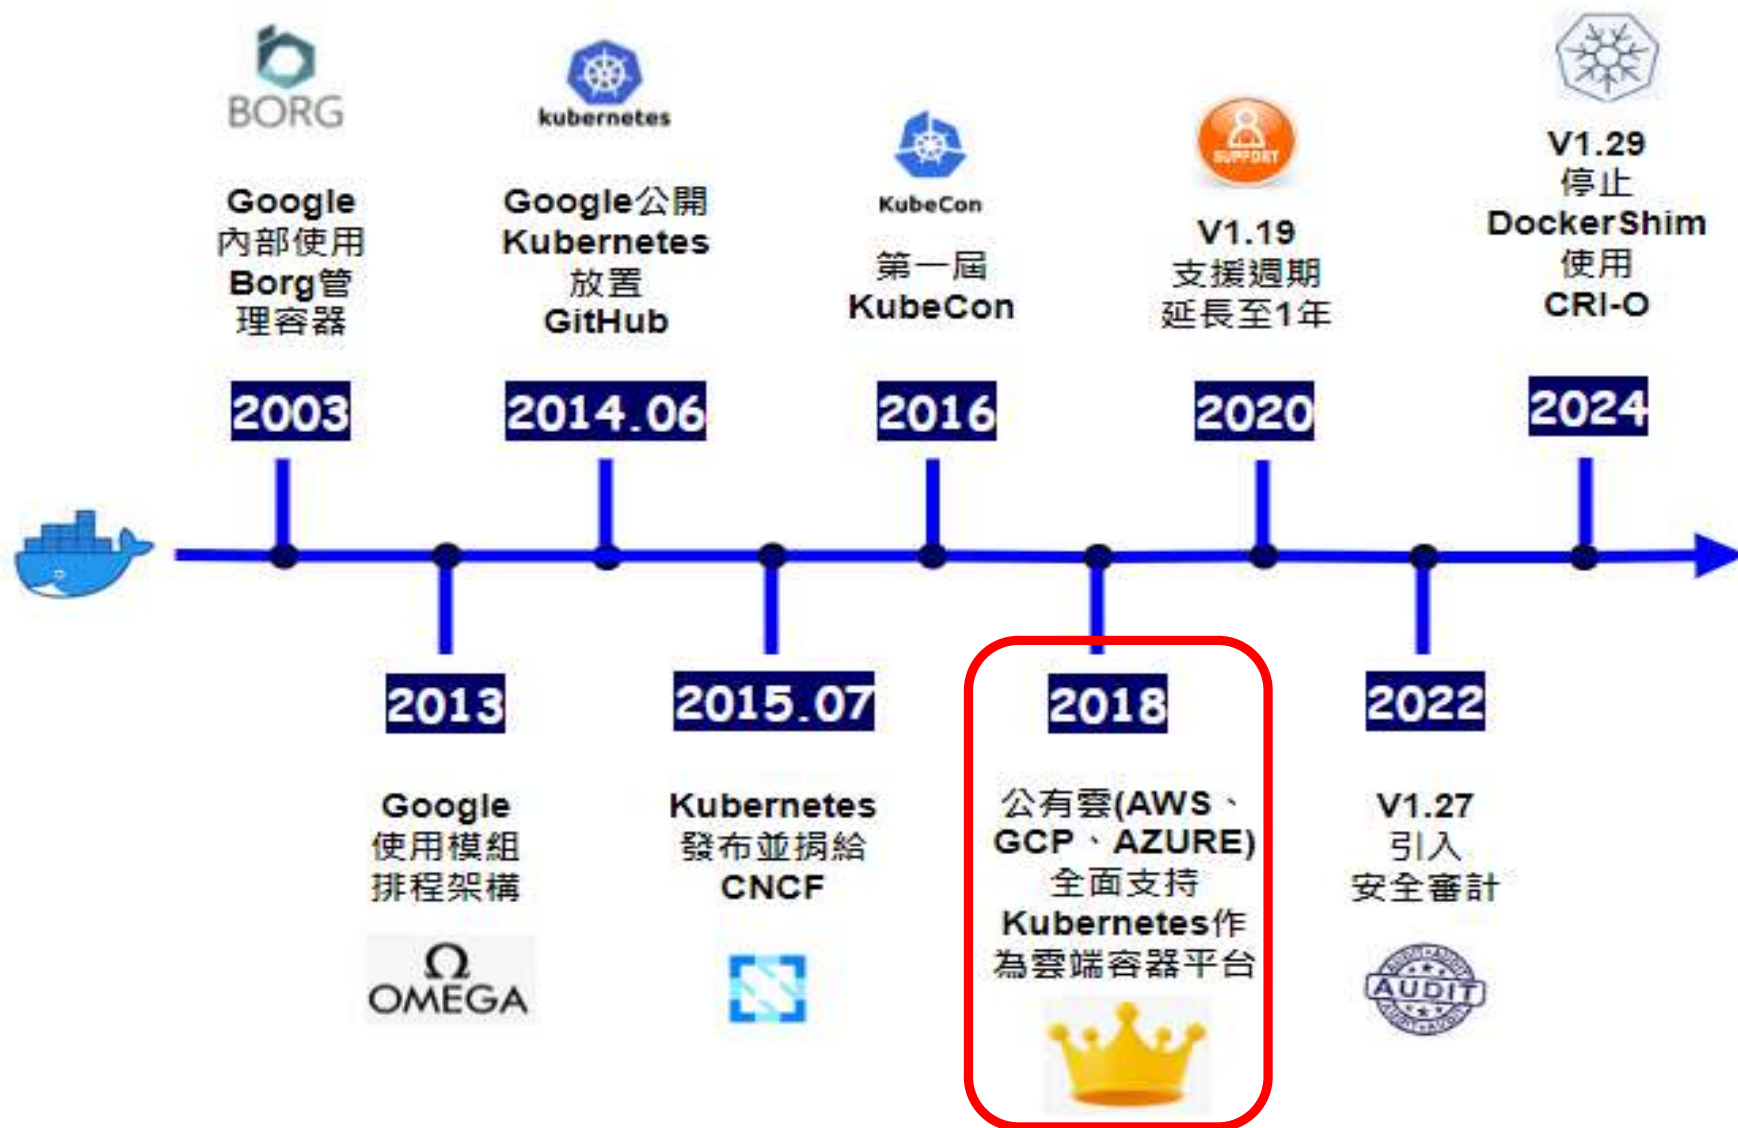 BORG
Google
內部使用
Borg管
理容器
2003
kubernetes
Google公開
Kubernetes
放置
GitHub
2014.06
KubeCon
第一屆
KubeCon
2016
SUPPORT
V1.19
支援週期
延長至1年
2020
V1.29
停止
DockerShim
使用
CRI-O
2024
2013
Google
使用模組
排程架構
Ω
OMEGA
2015.07
Kubernetes
發布並捐給
CNCF
2018
公有雲(AWS、
GCP、AZURE)
全面支持
Kubernetes作
為雲端容器平台
2022
V1.27
引入
安全審計
AUDIT